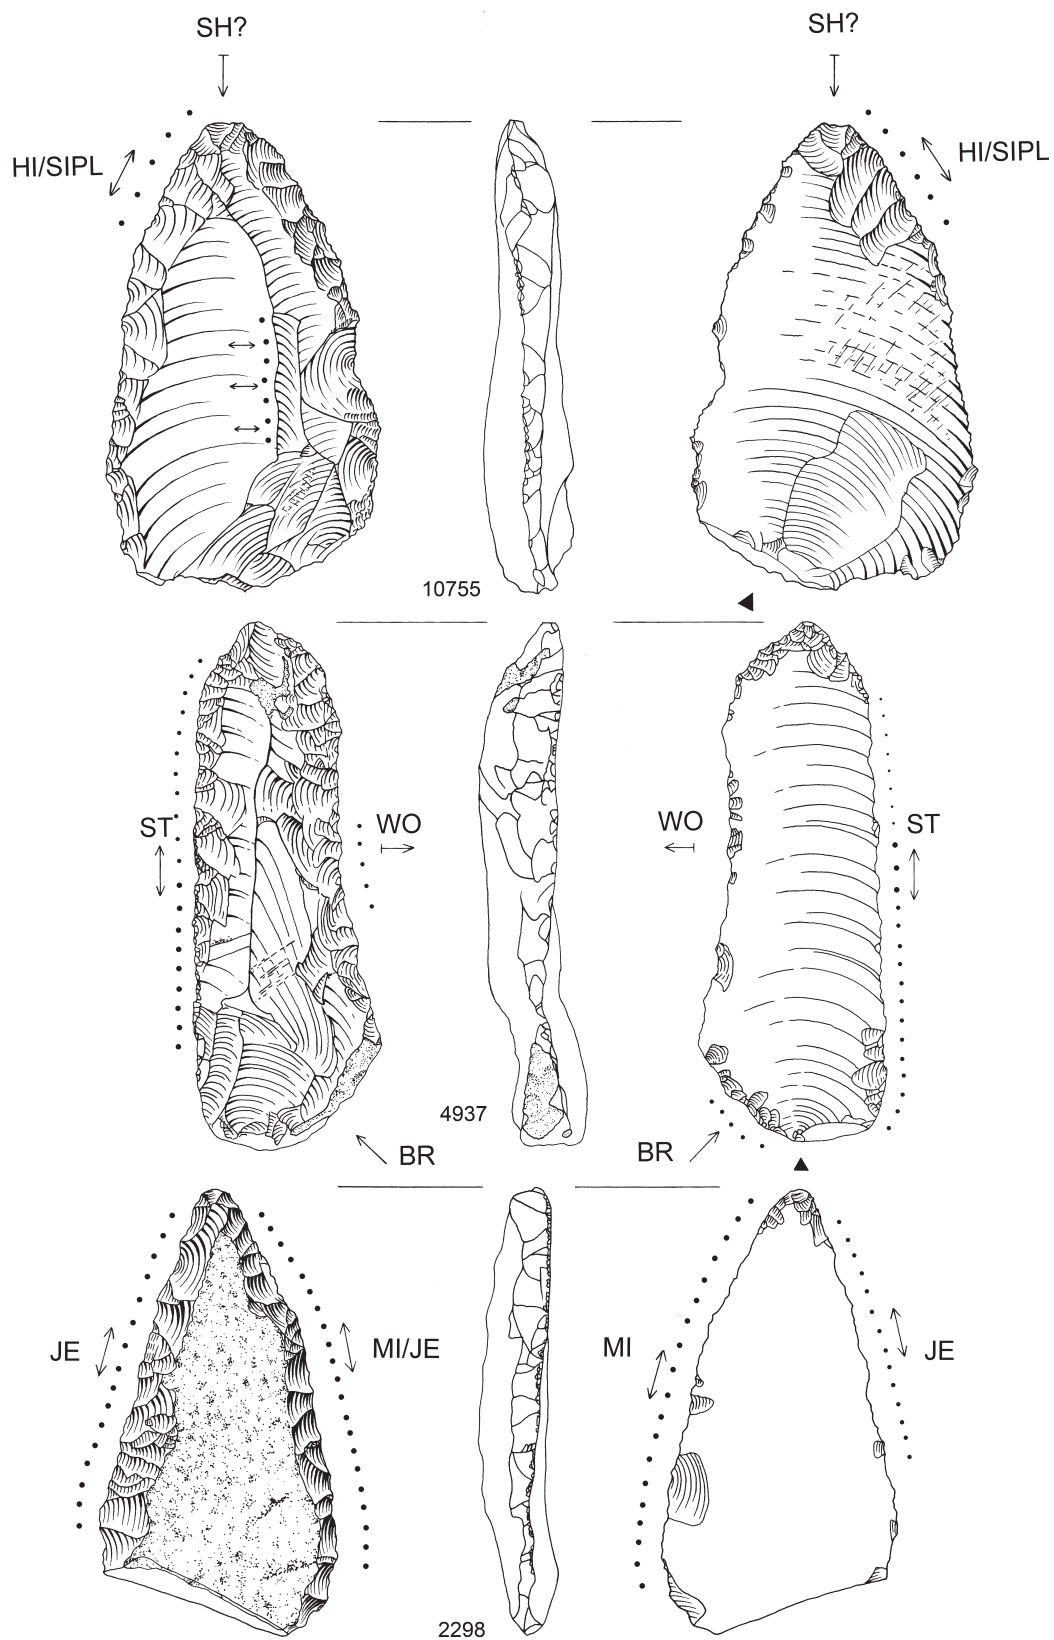 SH? SH?
HI/SIPL HI/SIPL
10755
ST WO WO ST
4937
BR BR
JE MI/JE MI JE
2298